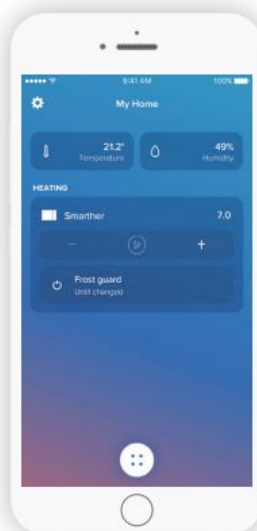 9:41 AM 100%
My Home
21.2° 49%
Temperature Humidity
HEATING
Smarther 7.0
− +
Frost guard
Until changed